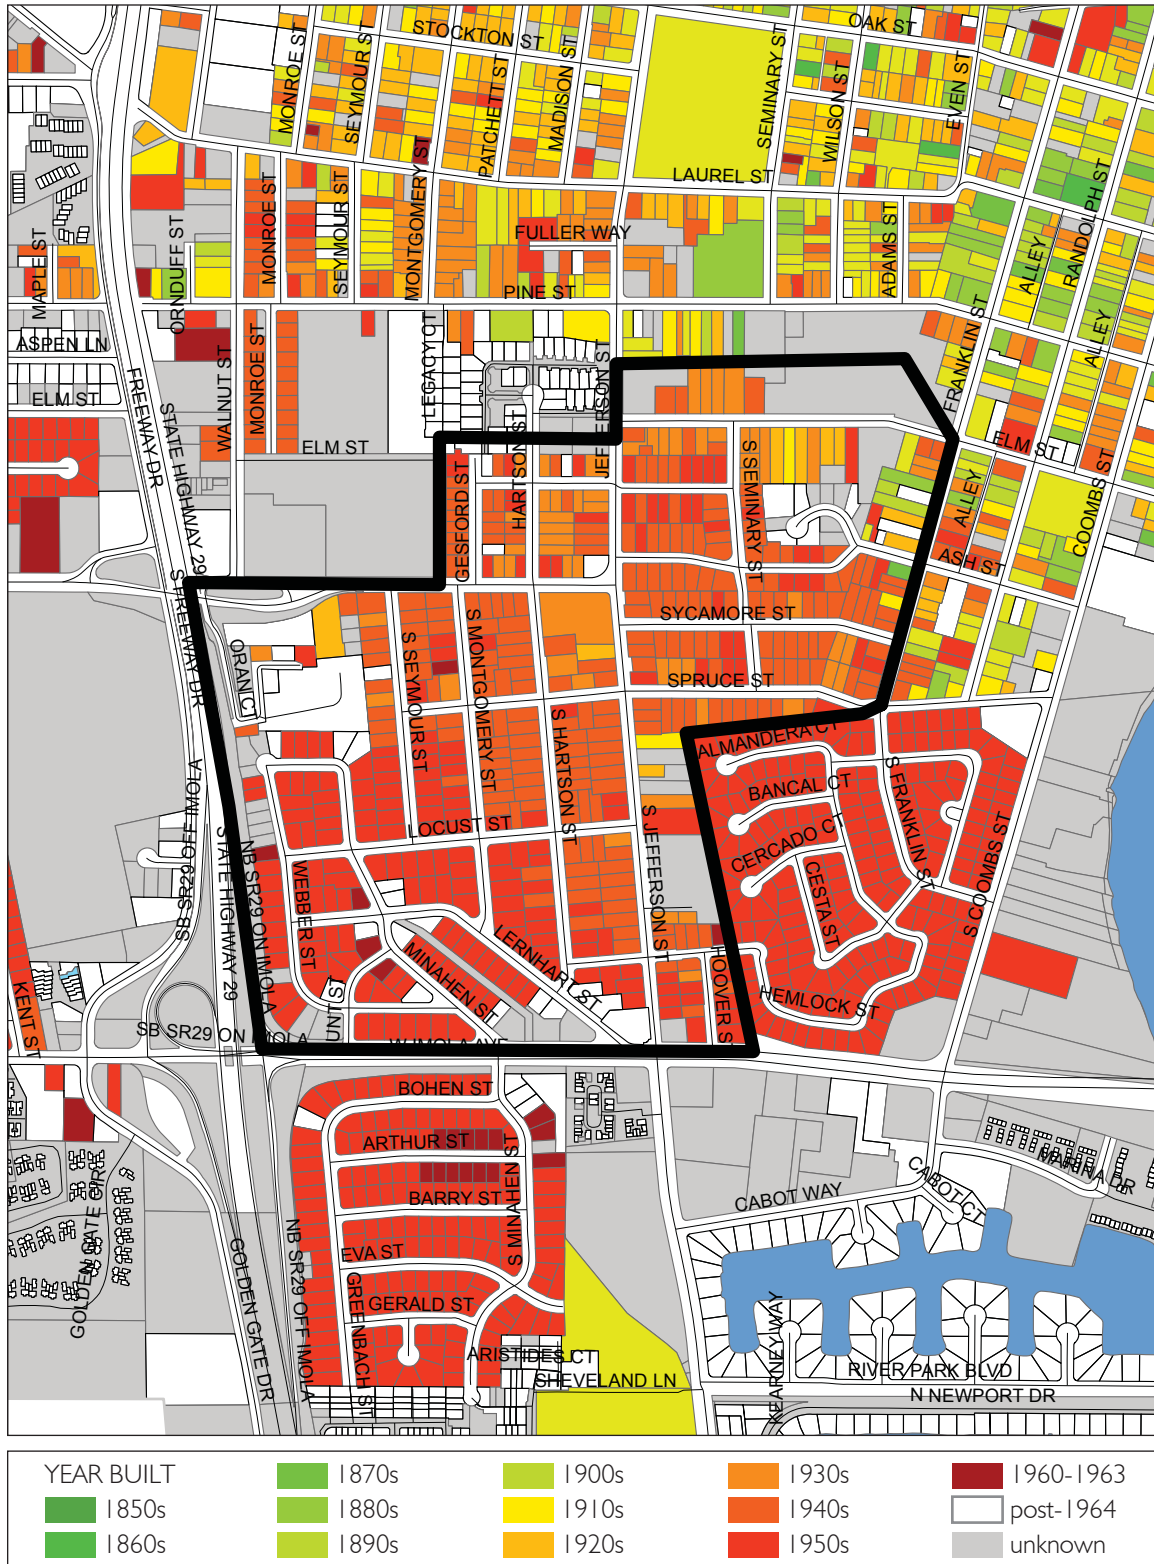 STOCKTON ST
OAK ST
MONROE ST
SEYMOUR ST
PATCHETT ST
MADISON ST
SEMINARY ST
WILSON ST
EVEN ST
LAUREL ST
MONTGOMERY ST
RANDOLPH ST
MAPLE ST
ORNDUFF ST
MONROE ST
SEYMOUR ST
FULLER WAY
ADAMS ST
ALLEY
PINE ST
ASPEN LN
WALNUT ST
MONROE ST
LEGACY CT
JEFFERSON ST
FRANKLIN ST
ALLEY
ELM ST
FREEWAY DR
STATE HIGHWAY 29
ELM ST
HARTSON ST
ELM ST
GESFORD ST
S SEMINARY ST
ALLEY
COOMBS ST
ASH ST
S FREEWAY DR
SYCAMORE ST
ORAN CT
S SEYMOUR ST
S MONTGOMERY ST
SPRUCE ST
S HARTSON ST
ALMANDERA CT
BANCAL CT
S FRANKLIN ST
SB SR29 OFF IMOLA
STATE HIGHWAY 29
LOCUST ST
S JEFFERSON ST
CERCADO CT
CESTA ST
S COOMBS ST
NB SR29 ON IMOLA
WEBBER ST
LERNHART ST
MINAHEN ST
HOOVER S
HEMLOCK ST
KENT ST
UNT ST
SB SR29 ON IMOLA
W IMOLA AVE
BOHEN ST
ARTHUR ST
BARRY ST
S MINAHEN ST
EVA ST
GERALD ST
GREENBACH ST
GOLDEN GATE CIR
GOLDEN GATE DR
NB SR29 OFF IMOLA
ARISTIDES CT
SHEVELAND LN
MARINA DR
CABOT WAY
CABOT CT
KEARNEY WAY
RIVER PARK BLVD
N NEWPORT DR
YEAR BUILT
1850s
1860s
1870s
1880s
1890s
1900s
1910s
1920s
1930s
1940s
1950s
1960-1963
post-1964
unknown